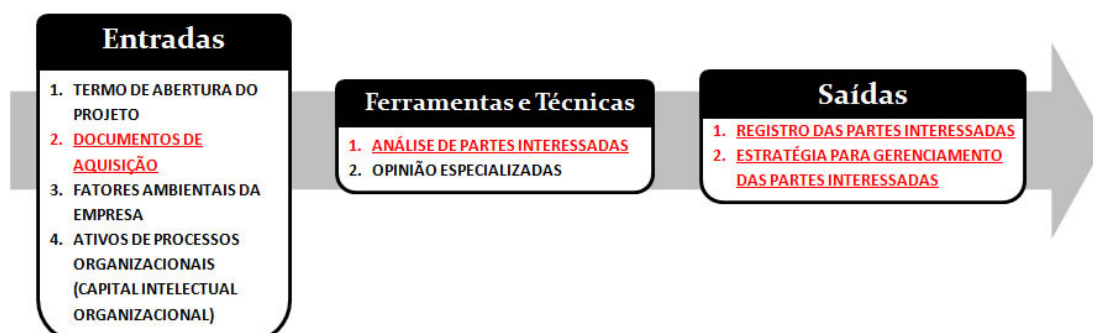 Entradas
1. TERMO DE ABERTURA DO
PROJETO
2. DOCUMENTOS DE
AQUISIÇÃO
3. FATORES AMBIENTAIS DA
EMPRESA
4. ATIVOS DE PROCESSOS
ORGANIZACIONAIS
(CAPITAL INTELECTUAL
ORGANIZACIONAL)
Ferramentas e Técnicas
1. ANÁLISE DE PARTES INTERESSADAS
2. OPINIÃO ESPECIALIZADAS
Saídas
1. REGISTRO DAS PARTES INTERESSADAS
2. ESTRATÉGIA PARA GERENCIAMENTO
DAS PARTES INTERESSADAS